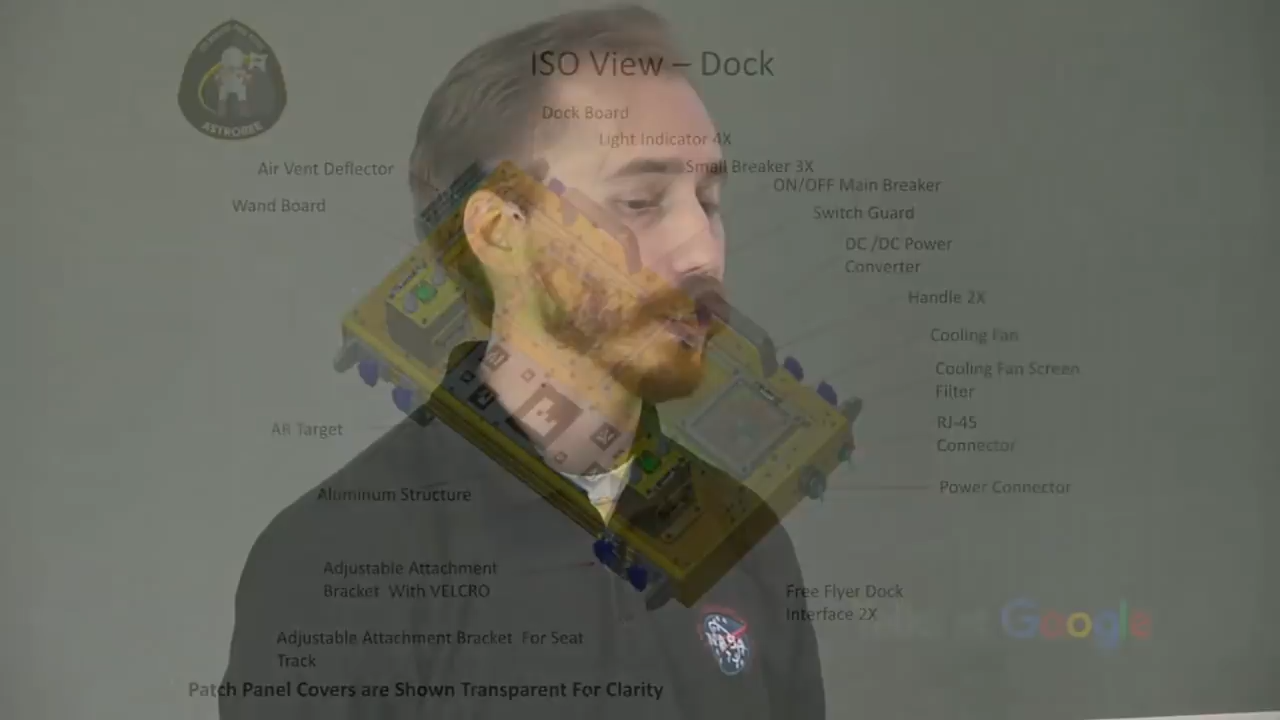 ISO View – Dock
ASTROBEE
Dock Board
Light Indicator 4X
Small Breaker 3X
Air Vent Deflector
ON/OFF Main Breaker
Wand Board
Switch Guard
DC /DC Power
Converter
Handle 2X
Cooling Fan
Cooling Fan Screen
Filter
RJ-45
Connector
AR Target
Power Connector
Aluminum Structure
Adjustable Attachment
Bracket With VELCRO
Free Flyer Dock
Interface 2X
Google
NASA
Adjustable Attachment Bracket For Seat
Track
Patch Panel Covers are Shown Transparent For Clarity